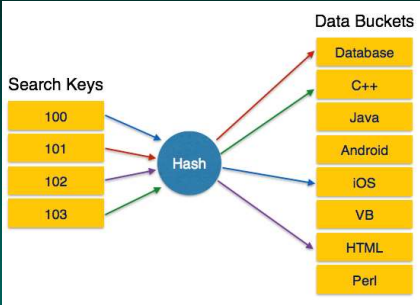 Data Buckets
Search Keys
100
101
102
103
Hash
Database
C++
Java
Android
iOS
VB
HTML
Perl